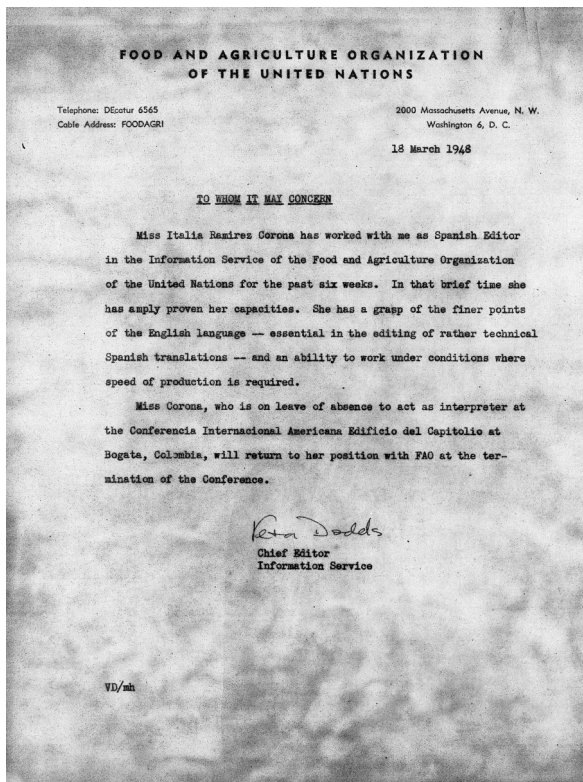 FOOD AND AGRICULTURE ORGANIZATION
OF THE UNITED NATIONS
Telephone: DEcatur 6565
Cable Address: FOODAGRI
2000 Massachusetts Avenue, N. W.
Washington 6, D. C.
18 March 1948
TO WHOM IT MAY CONCERN
Miss Italia Ramirez Corona has worked with me as Spanish Editor
in the Information Service of the Food and Agriculture Organization
of the United Nations for the past six weeks. In that brief time she
has amply proven her capacities. She has a grasp of the finer points
of the English language -- essential in the editing of rather technical
Spanish translations -- and an ability to work under conditions where
speed of production is required.
Miss Corona, who is on leave of absence to act as interpreter at
the Conferencia Internacional Americana Edificio del Capitolio at
Bogata, Colombia, will return to her position with FAO at the ter-
mination of the Conference.
Vera Dodds
Chief Editor
Information Service
VD/mh